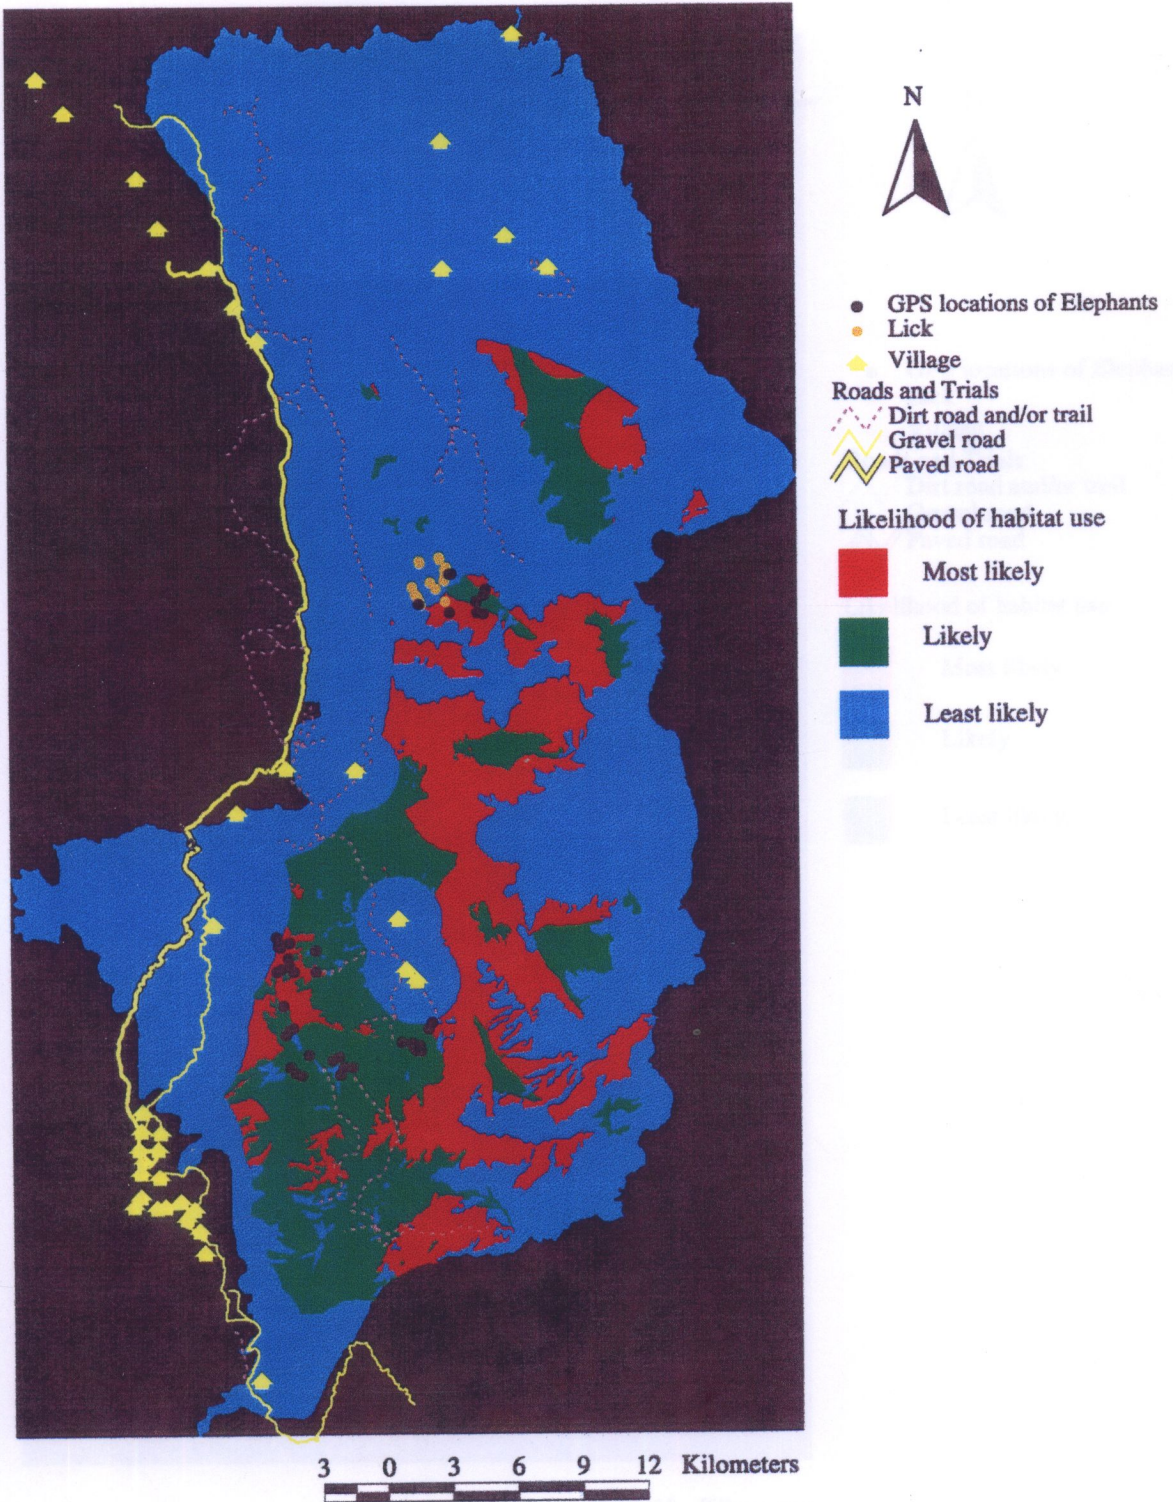 N
GPS locations of Elephants
Lick
Village
Roads and Trials
Dirt road and/or trail
Gravel road
Paved road
Likelihood of habitat use
Most likely
Likely
Least likely
3 0 3 6 9 12 Kilometers